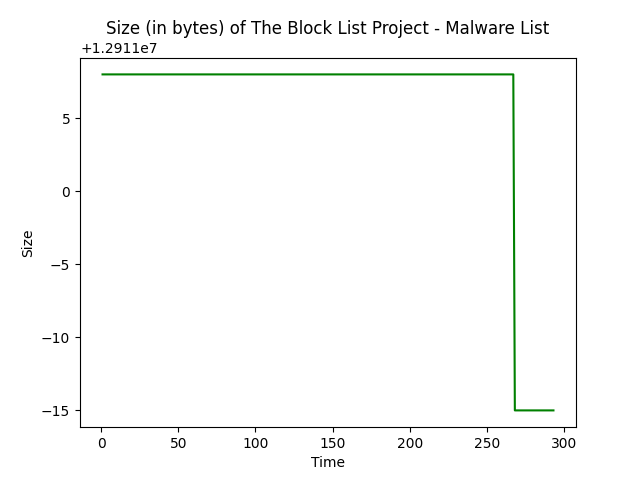 Size (in bytes) of The Block List Project - Malware List
+1.2911e7
5
0
−5
−10
−15
Size
0 50 100 150 200 250 300
Time